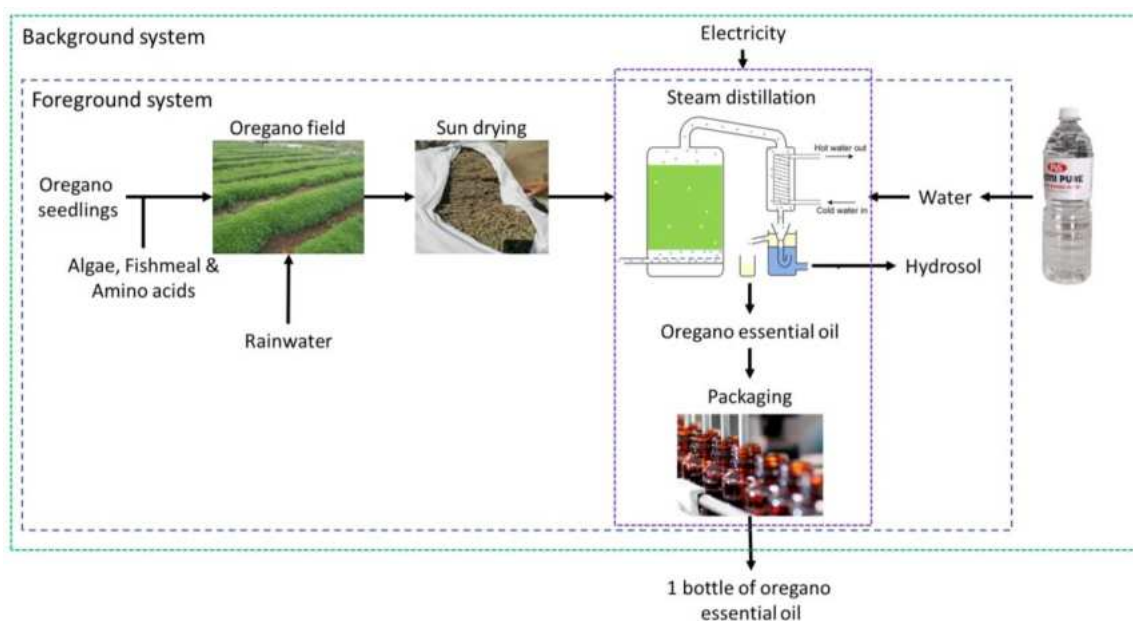 Background system
Electricity
Foreground system
Steam distillation
Oregano field
Sun drying
Hot water out
Oregano
seedlings
Water
Cold water in
Algae, Fishmeal &
Amino acids
Hydrosol
Rainwater
Oregano essential oil
Packaging
1 bottle of oregano
essential oil